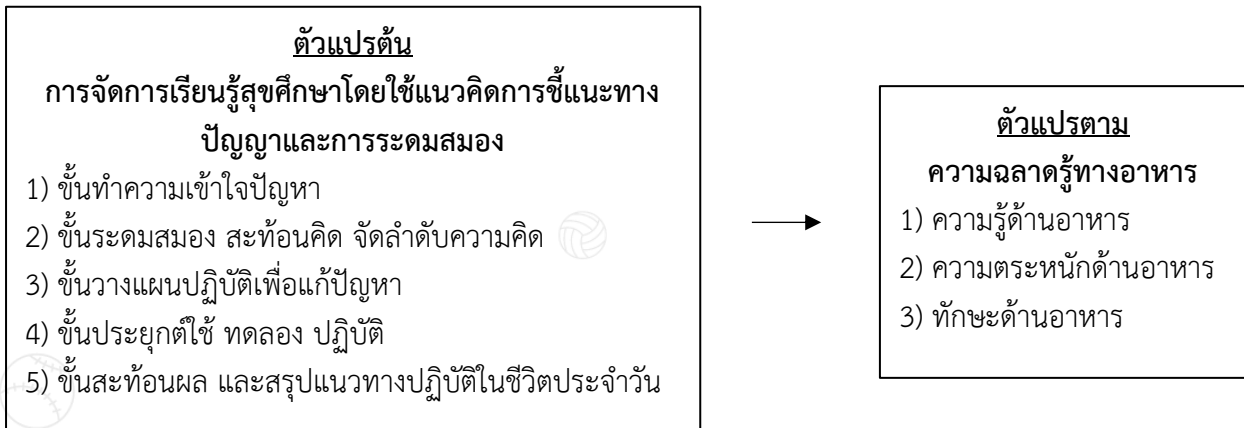 ตัวแปรต้น
การจัดการเรียนรู้สุขศึกษาโดยใช้แนวคิดการชี้แนะทาง
ปัญญาและการระดมสมอง
1) ขั้นทำความเข้าใจปัญหา
2) ขั้นระดมสมอง สะท้อนคิด จัดลำดับความคิด
3) ขั้นวางแผนปฏิบัติเพื่อแก้ปัญหา
4) ขั้นประยุกต์ใช้ ทดลอง ปฏิบัติ
5) ขั้นสะท้อนผล และสรุปแนวทางปฏิบัติในชีวิตประจำวัน
ตัวแปรตาม
ความฉลาดรู้ทางอาหาร
1) ความรู้ด้านอาหาร
2) ความตระหนักด้านอาหาร
3) ทักษะด้านอาหาร